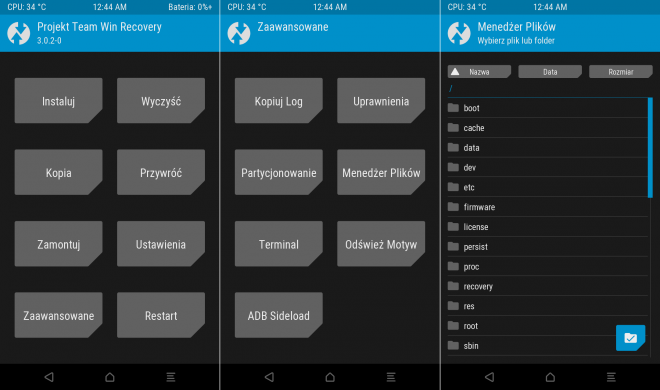 CPU: 34 °C 12:44 AM Bateria: 0%+
Projekt Team Win Recovery
3.0.2-0
Instaluj Wyczyść
Kopia Przywróć
Zamontuj Ustawienia
Zaawansowane Restart
CPU: 34 °C 12:44 AM
Zaawansowane
Kopiuj Log Uprawnienia
Partycjonowanie Menedżer Plików
Terminal Odśwież Motyw
ADB Sideload
CPU: 34 °C 12:44 AM
Menedżer Plików
Wybierz plik lub folder
Nazwa Data Rozmiar
/
boot
cache
data
dev
etc
firmware
license
persist
proc
recovery
res
root
sbin